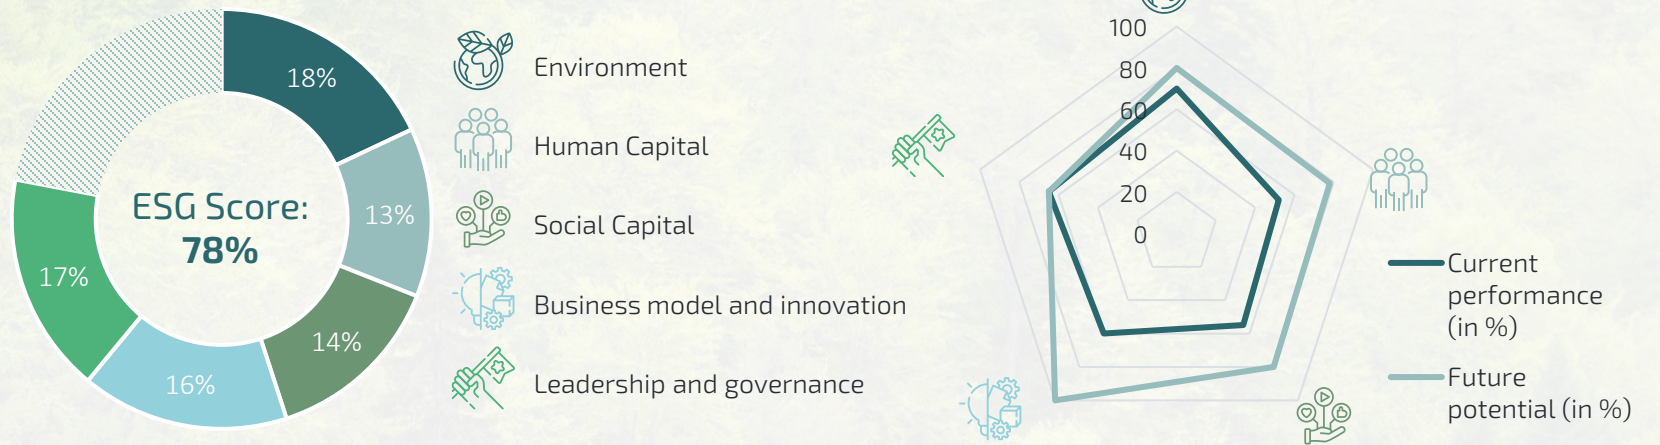 18%
13%
14%
16%
17%
ESG Score:
78%
Environment
Human Capital
Social Capital
Business model and innovation
Leadership and governance
100
80
60
40
20
0
Current
performance
(in %)
Future
potential (in %)